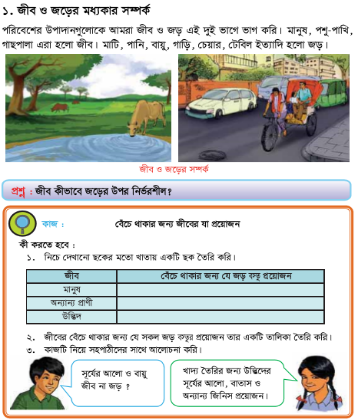 ১. জীব ও জড়ের মধ্যকার সম্পর্ক
পরিবেশের উপাদানগুলোকে আমরা জীব ও জড় এই দুই ভাগে ভাগ করি। মানুষ, পশু-পাখি,
গাছপালা এরা হলো জীব। মাটি, পানি, বায়ু, গাড়ি, চেয়ার, টেবিল ইত্যাদি হলো জড়।
জীব ও জড়ের সম্পর্ক
প্রশ্ন : জীব কীভাবে জড়ের উপর নির্ভরশীল?
কাজ : বেঁচে থাকার জন্য জীবের যা প্রয়োজন
কী করতে হবে :
১. নিচে দেখানো ছকের মতো খাতায় একটি ছক তৈরি করি।
জীব বেঁচে থাকার জন্য যে জড় বস্তু প্রয়োজন
মানুষ
অন্যান্য প্রাণী
উদ্ভিদ
২. জীবের বেঁচে থাকার জন্য যে সকল জড় বস্তুর প্রয়োজন তার একটি তালিকা তৈরি করি।
৩. কাজটি নিয়ে সহপাঠীদের সাথে আলোচনা করি।
সূর্যের আলো ও বায়ু
জীব না জড় ?
খাদ্য তৈরির জন্য উদ্ভিদের
সূর্যের আলো, বাতাস ও
অন্যান্য জিনিস প্রয়োজন।